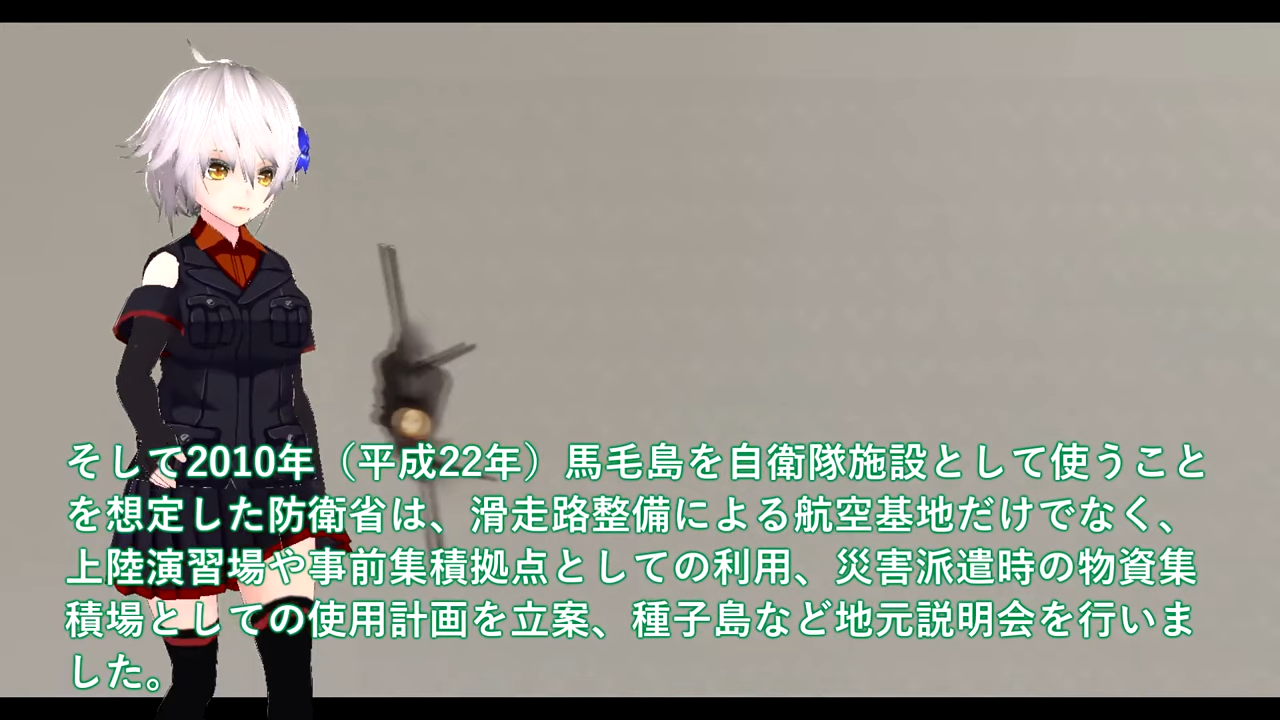 そして2010年（平成22年）馬毛島を自衛隊施設として使うこと
を想定した防衛省は、滑走路整備による航空基地だけでなく、
上陸演習場や事前集積拠点としての利用、災害派遣時の物資集
積場としての使用計画を立案、種子島など地元説明会を行いま
した。